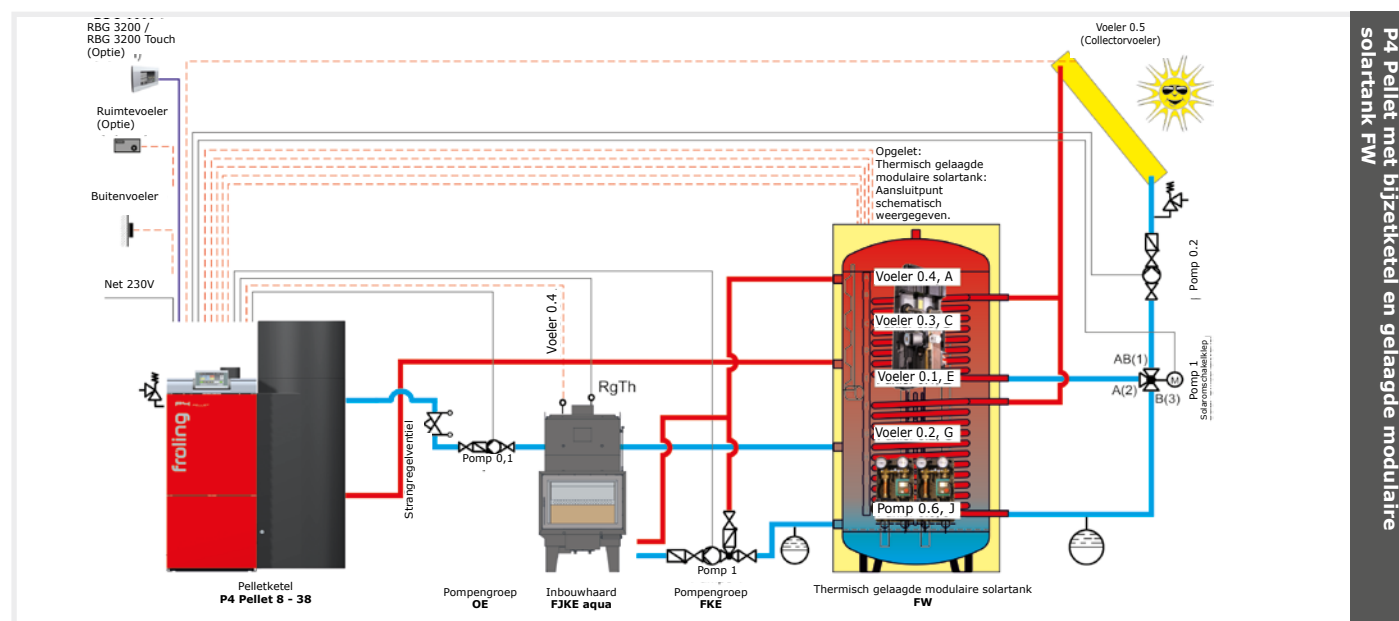 RBG 3200 /
RBG 3200 Touch
(Optie)
Ruimtevoeler
(Optie)
Buitenvoeler
Net 230V
Voeler 0.5
(Collectorvoeler)
Opgelet:
Thermisch gelaagde
modulaire solartank:
Aansluitpunt
schematisch
weergegeven.
Voeler 0.4, A
Voeler 0.3, C
Voeler 0.1, E
Voeler 0.2, G
Pomp 0.6, J
Pomp 0.2
AB(1)
A(2)
B(3)
M
Pomp 1
Solaromschakelklep
Voeler 0.4
RgTh
Strangregelventiel
Pomp 0,1
Pomp 1
froling
P4
Pelletketel
P4 Pellet 8 - 38
Pompengroep
OE
Inbouwhaard
FJKE aqua
Pompengroep
FKE
Thermisch gelaagde modulaire solartank
FW
P4 Pellet met bijzetketel en gelaagde modulaire
solartank FW